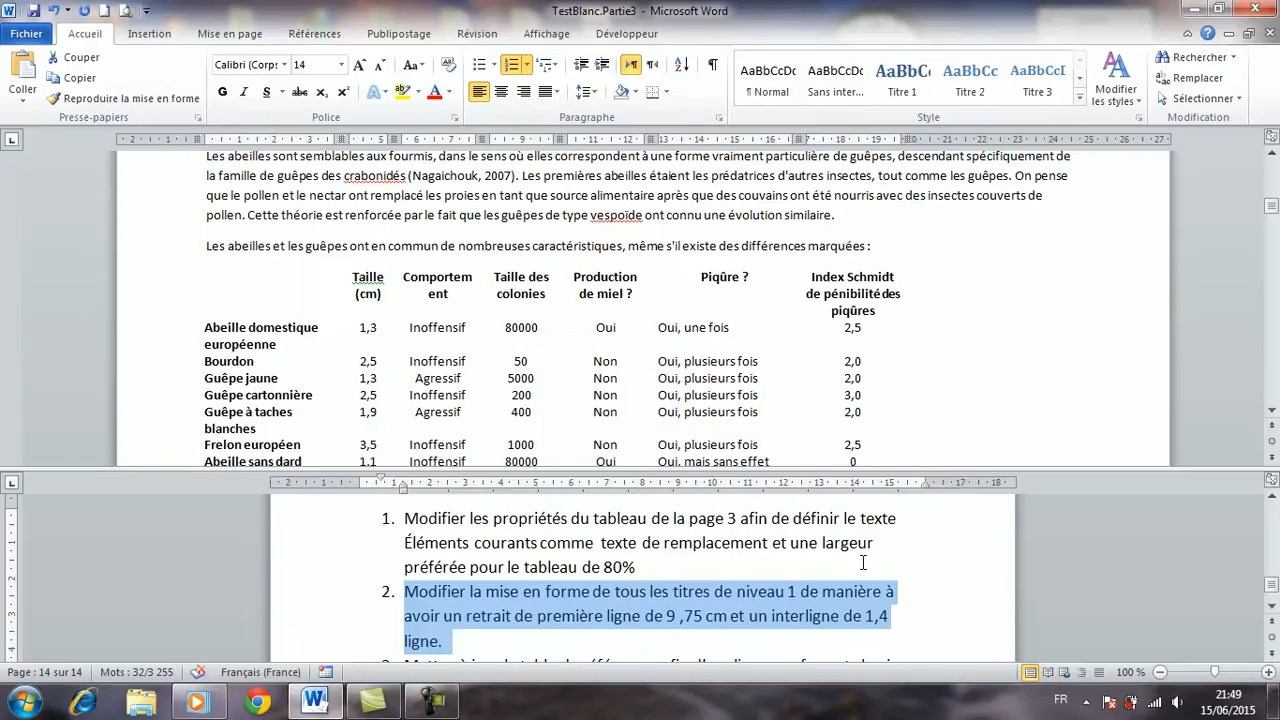 TestBlanc.Partie3 - Microsoft Word
Fichier Accueil Insertion Mise en page Références Publipostage Révision Affichage Développeur
Coller
Couper
Copier
Reproduire la mise en forme
Presse-papiers
Calibri (Corps 14
G I S abc
Police
Paragraphe
AaBbCcDc AaBbCcDc AaBbCc AaBbCc AaBbCcI
¶ Normal Sans inter... Titre 1 Titre 2 Titre 3
Style
Modifier
les styles
Rechercher
Remplacer
Sélectionner
Modification
Les abeilles sont semblables aux fourmis, dans le sens où elles correspondent à une forme vraiment particulière de guêpes, descendant spécifiquement de
la famille de guêpes des crabonidés (Nagaichouk, 2007). Les premières abeilles étaient les prédatrices d'autres insectes, tout comme les guêpes. On pense
que le pollen et le nectar ont remplacé les proies en tant que source alimentaire après que des couvains ont été nourris avec des insectes couverts de
pollen. Cette théorie est renforcée par le fait que les guêpes de type vespoïde ont connu une évolution similaire.
Les abeilles et les guêpes ont en commun de nombreuses caractéristiques, même s'il existe des différences marquées :
Taille Comportem Taille des Production Piqûre ? Index Schmidt
(cm) ent colonies de miel ? de pénibilité des
piqûres
Abeille domestique 1,3 Inoffensif 80000 Oui Oui, une fois 2,5
européenne
Bourdon 2,5 Inoffensif 50 Non Oui, plusieurs fois 2,0
Guêpe jaune 1,3 Agressif 5000 Non Oui, plusieurs fois 2,0
Guêpe cartonnière 2,5 Inoffensif 200 Non Oui, plusieurs fois 3,0
Guêpe à taches 1,9 Agressif 400 Non Oui, plusieurs fois 2,0
blanches
Frelon européen 3,5 Inoffensif 1000 Non Oui, plusieurs fois 2,5
Abeille sans dard 1,1 Inoffensif 80000 Oui Oui, mais sans effet 0
1. Modifier les propriétés du tableau de la page 3 afin de définir le texte
Éléments courants comme texte de remplacement et une largeur
préférée pour le tableau de 80%
2. Modifier la mise en forme de tous les titres de niveau 1 de manière à
avoir un retrait de première ligne de 9 ,75 cm et un interligne de 1,4
ligne.
Page : 14 sur 14 Mots : 32/3 255 Français (France) 100 %
FR 21:49
15/06/2015